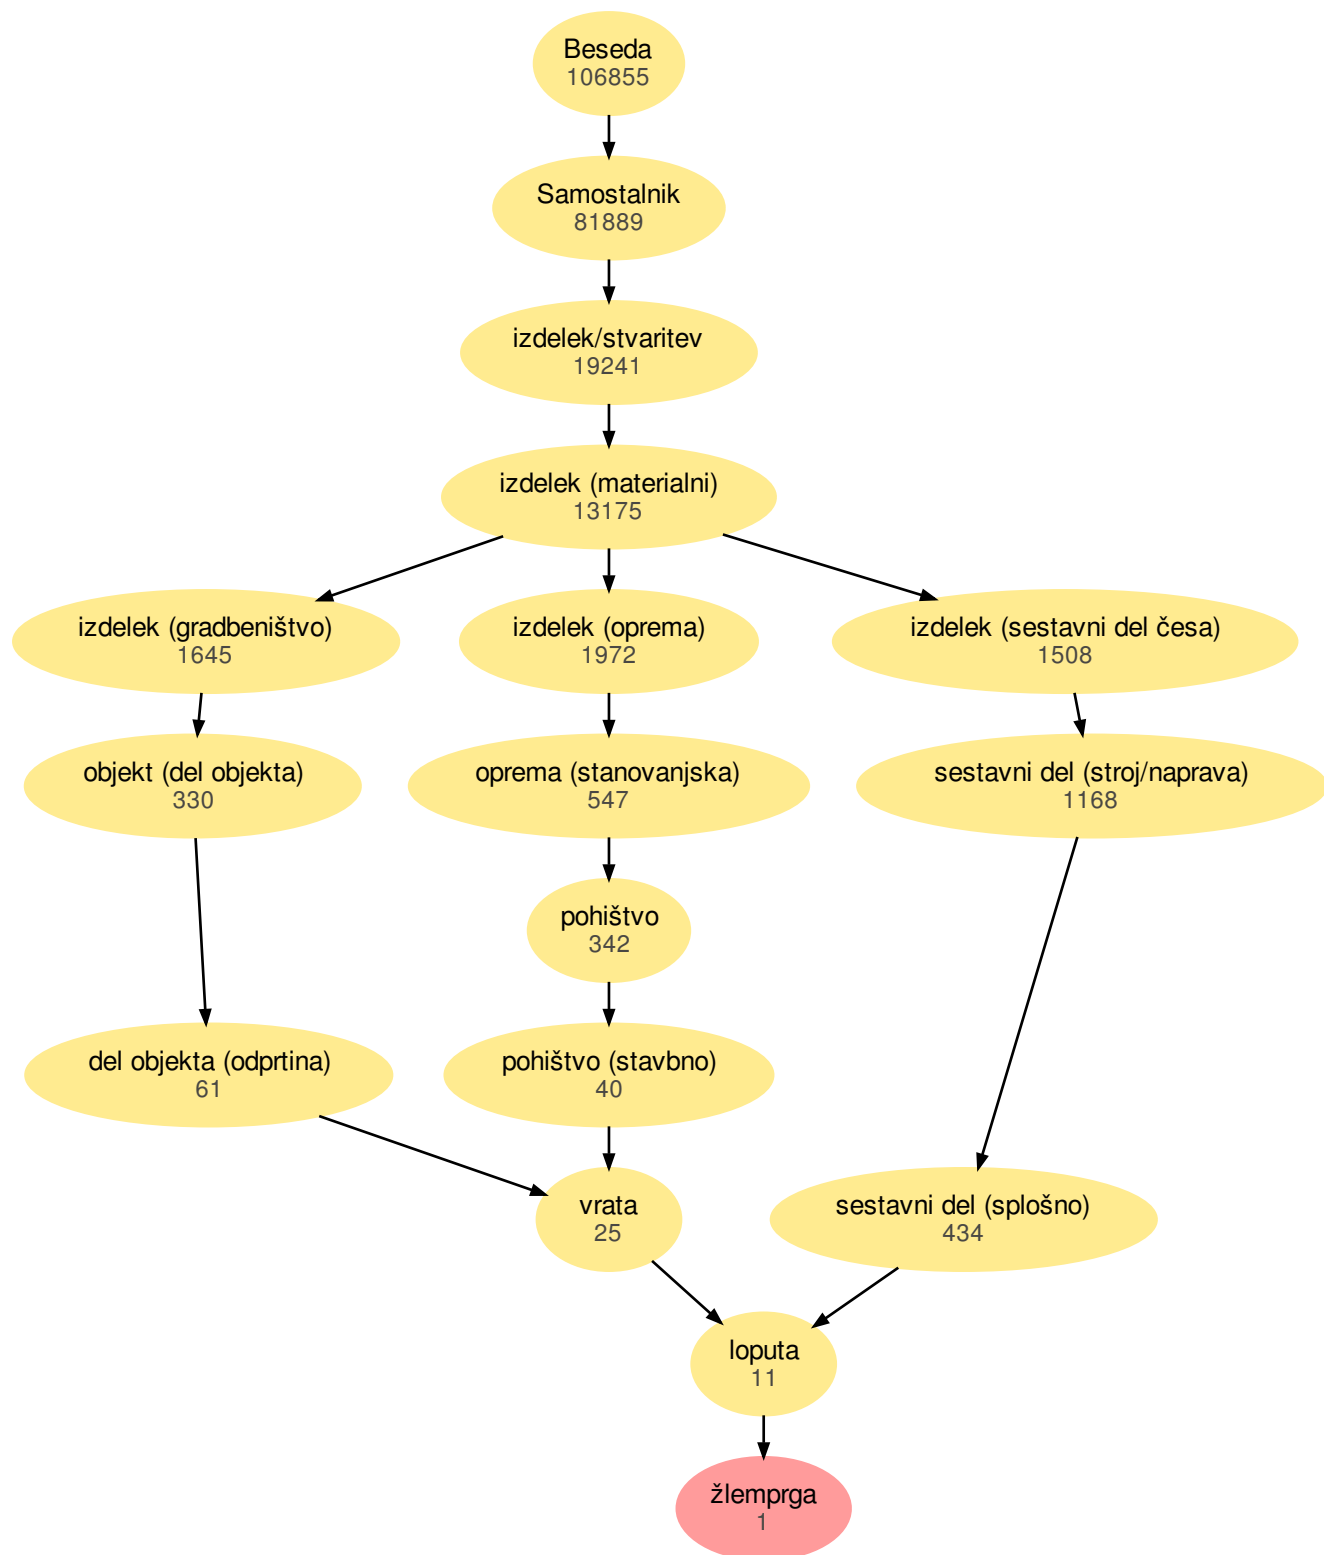 Beseda
106855
Samostalnik
81889
izdelek/stvaritev
19241
izdelek (materialni)
13175
izdelek (gradbeništvo)
1645
izdelek (oprema)
1972
izdelek (sestavni del česa)
1508
objekt (del objekta)
330
oprema (stanovanjska)
547
sestavni del (stroj/naprava)
1168
pohištvo
342
del objekta (odprtina)
61
pohištvo (stavbno)
40
vrata
25
sestavni del (splošno)
434
loputa
11
žlemprga
1